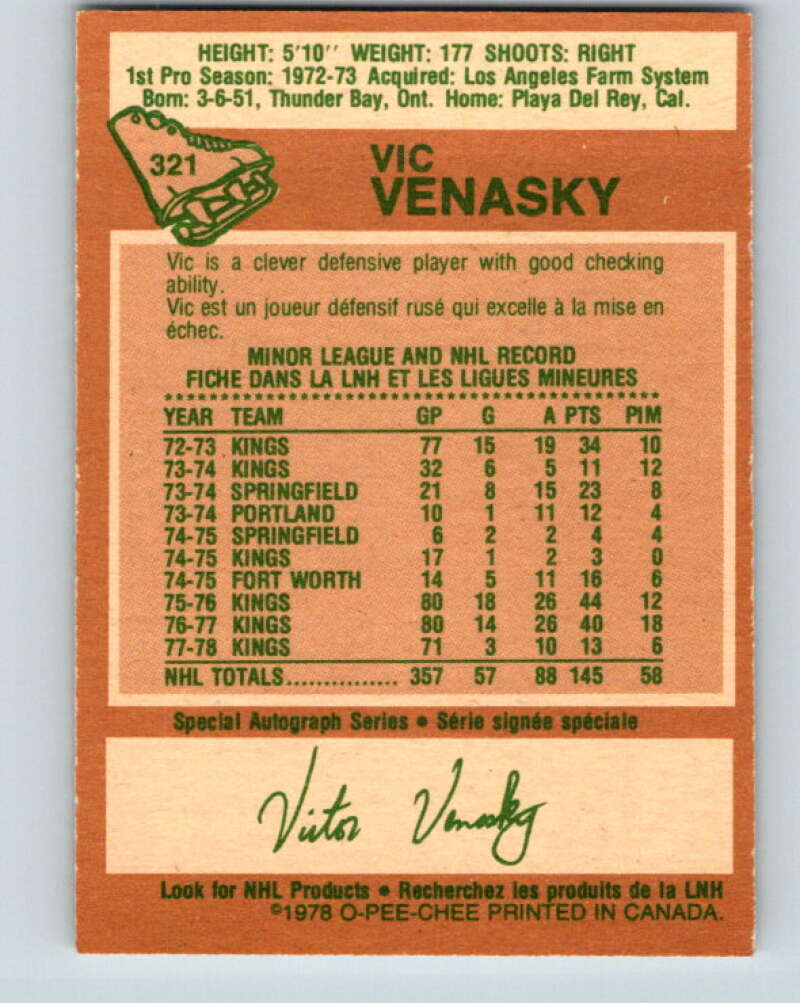 HEIGHT: 5'10'' WEIGHT: 177 SHOOTS: RIGHT
1st Pro Season: 1972-73 Acquired: Los Angeles Farm System
Born: 3-6-51, Thunder Bay, Ont. Home: Playa Del Rey, Cal.
321
VIC
VENASKY
Vic is a clever defensive player with good checking
ability.
Vic est un joueur défensif rusé qui excelle à la mise en
échec.
MINOR LEAGUE AND NHL RECORD
FICHE DANS LA LNH ET LES LIGUES MINEURES
YEAR TEAM GP G A PTS PIM
72-73 KINGS 77 15 19 34 10
73-74 KINGS 32 6 5 11 12
73-74 SPRINGFIELD 21 8 15 23 8
73-74 PORTLAND 10 1 11 12 4
74-75 SPRINGFIELD 6 2 2 4 4
74-75 KINGS 17 1 2 3 0
74-75 FORT WORTH 14 5 11 16 6
75-76 KINGS 80 18 26 44 12
76-77 KINGS 80 14 26 40 18
77-78 KINGS 71 3 10 13 6
NHL TOTALS............... 357 57 88 145 58
Special Autograph Series • Série signée spéciale
Victor Venasky
Look for NHL Products • Recherchez les produits de la LNH
©1978 O-PEE-CHEE PRINTED IN CANADA.